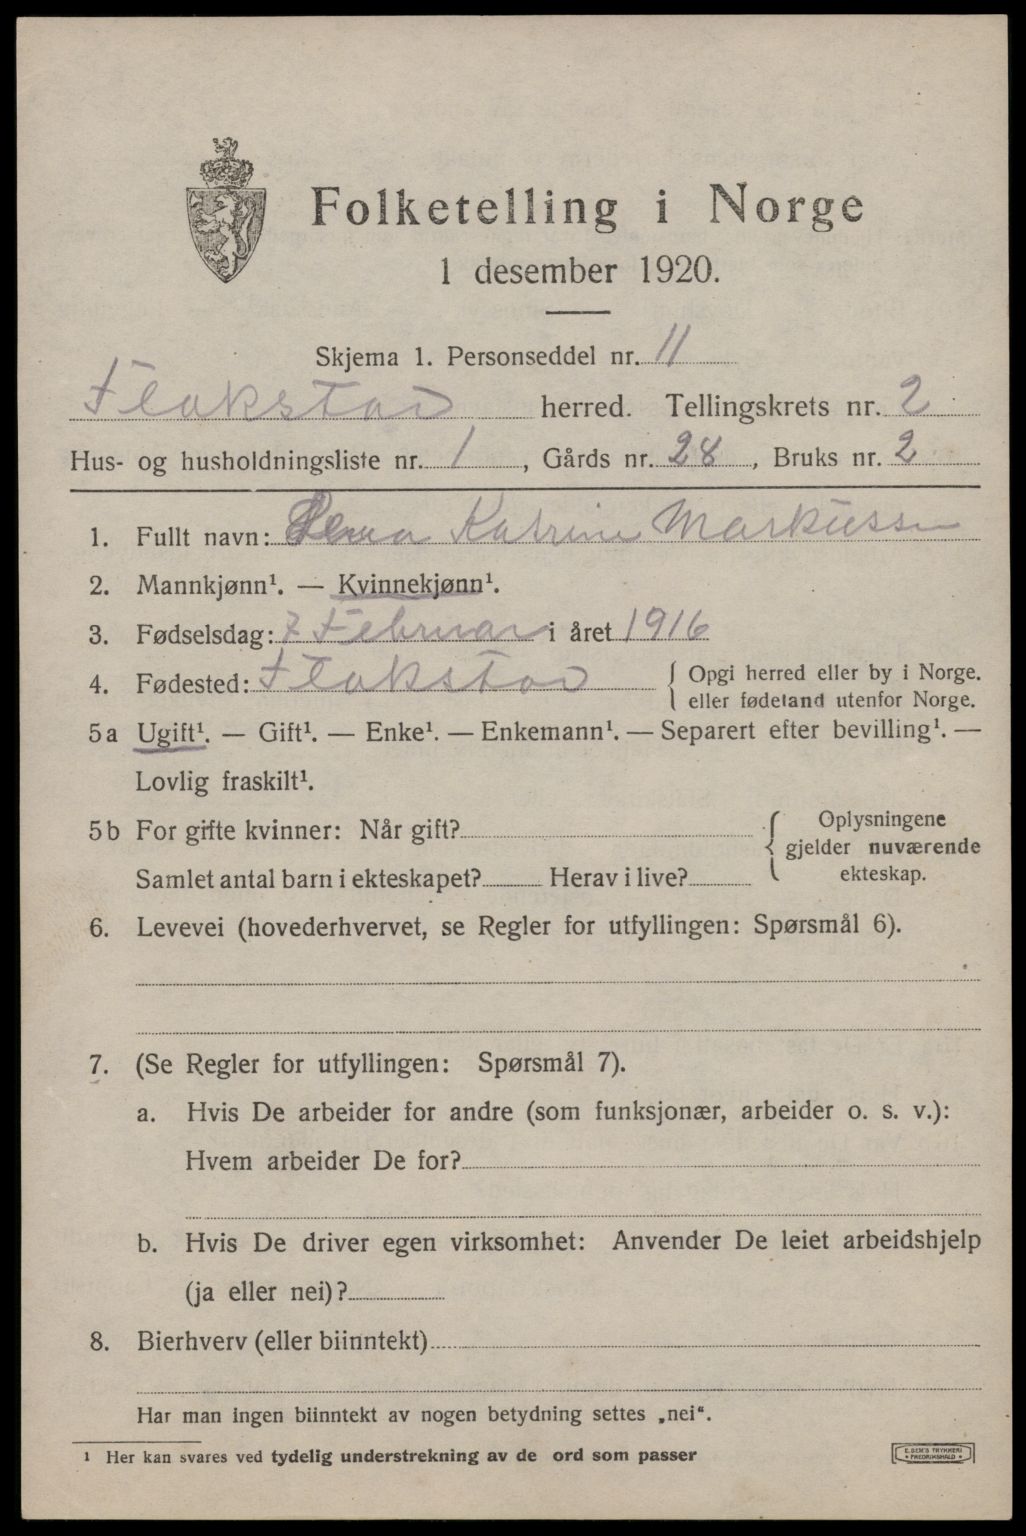 Folketelling i Norge
1 desember 1920.
Skjema 1. Personseddel nr. 11
Flakstad herred. Tellingskrets nr. 2
Hus- og husholdningsliste nr. 1, Gårds nr. 28, Bruks nr. 2
1. Fullt navn: Katrine Markussen
2. Mannkjønn¹. — Kvinnekjønn¹.
3. Fødselsdag: 7 Februar i året 1916
4. Fødested: Flakstad { Opgi herred eller by i Norge.
eller fødeland utenfor Norge.
5a Ugift¹. — Gift¹. — Enke¹. — Enkemann¹. — Separert efter bevilling¹. —
Lovlig fraskilt¹.
5b For gifte kvinner: Når gift? { Oplysningene
gjelder nuværende
Samlet antal barn i ekteskapet? Herav i live? ekteskap.
6. Levevei (hovederhvervet, se Regler for utfyllingen: Spørsmål 6).
7. (Se Regler for utfyllingen: Spørsmål 7).
a. Hvis De arbeider for andre (som funksjonær, arbeider o. s. v.):
Hvem arbeider De for?
b. Hvis De driver egen virksomhet: Anvender De leiet arbeidshjelp
(ja eller nei)?
8. Bierhverv (eller biinntekt)
Har man ingen biinntekt av nogen betydning settes „nei“.
¹ Her kan svares ved tydelig understrekning av de ord som passer
E. SEM'S TRYKKERI
FREDRIKSHALD